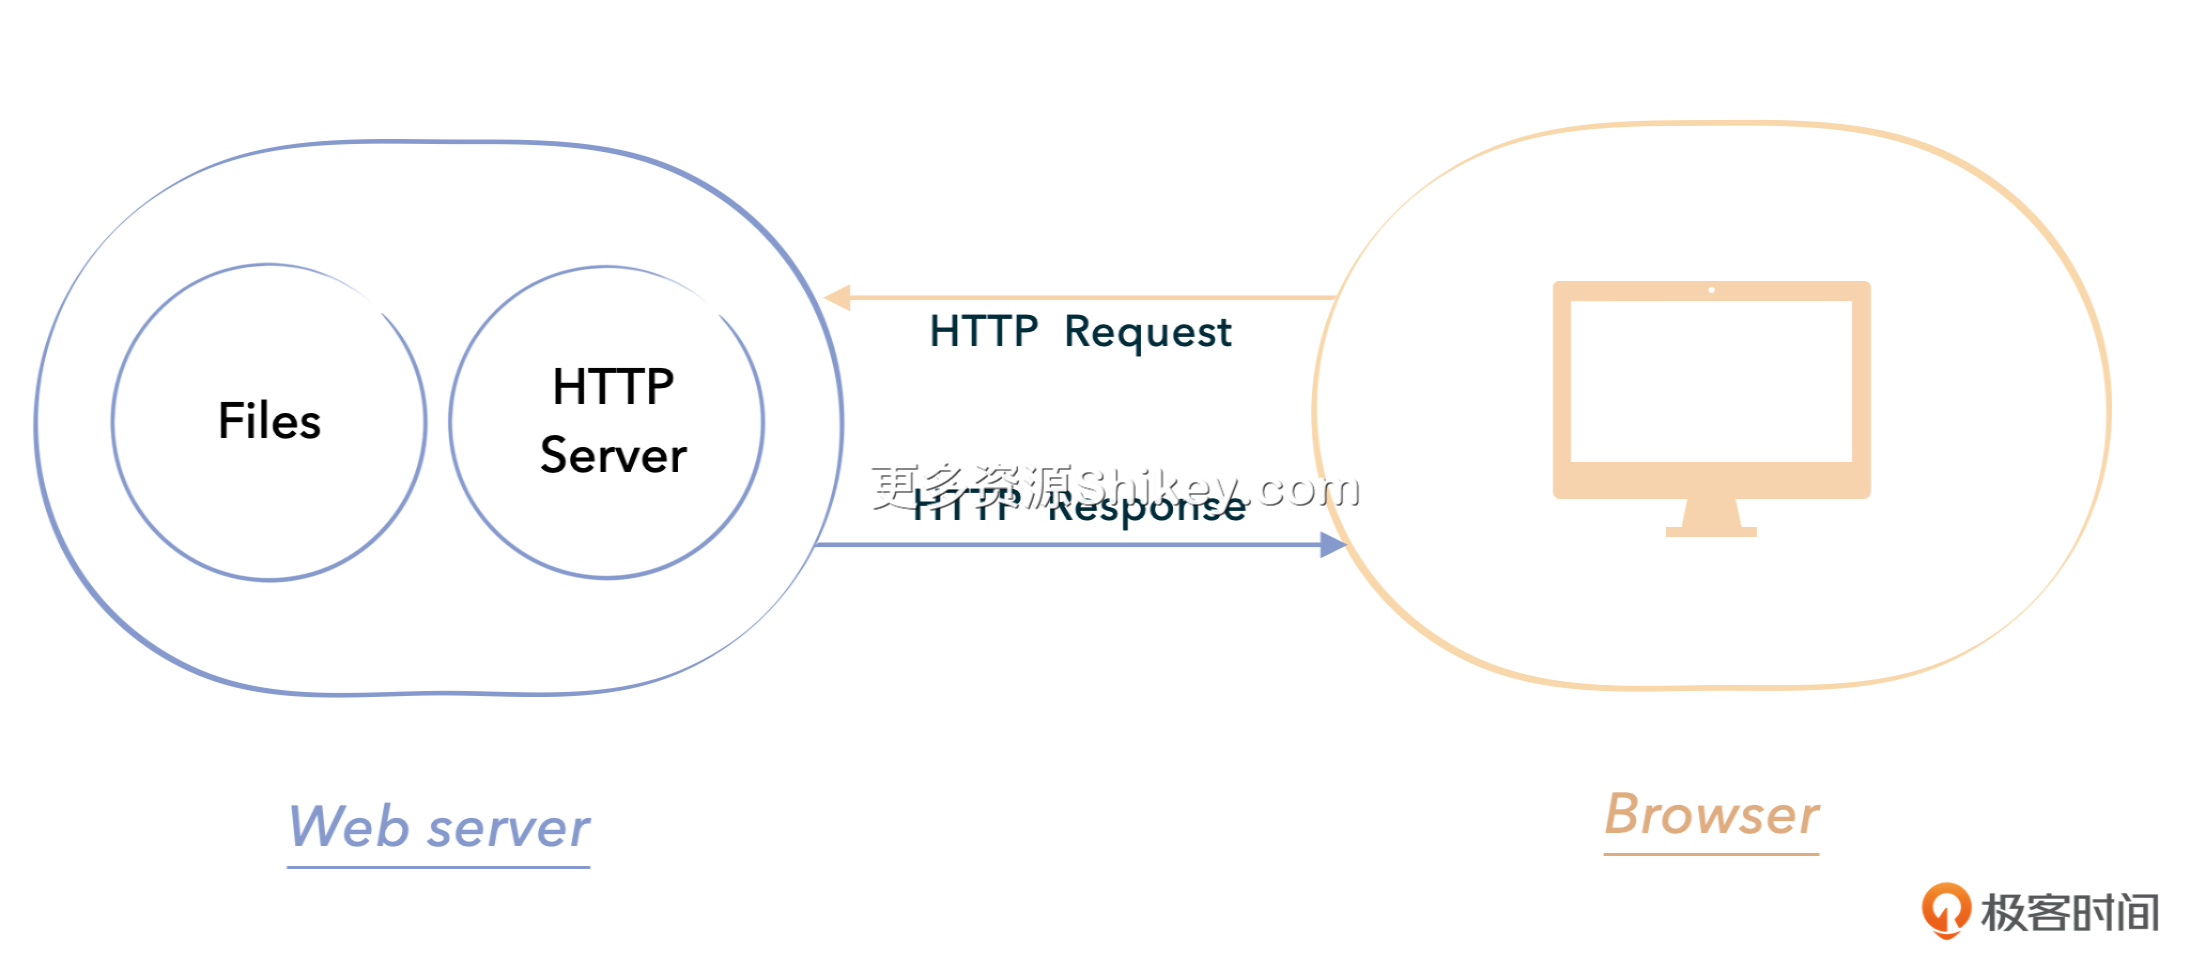 HTTP Request
Files
HTTP
Server
更多资源Shikey.com
HTTP Response
Web server
Browser
极客时间